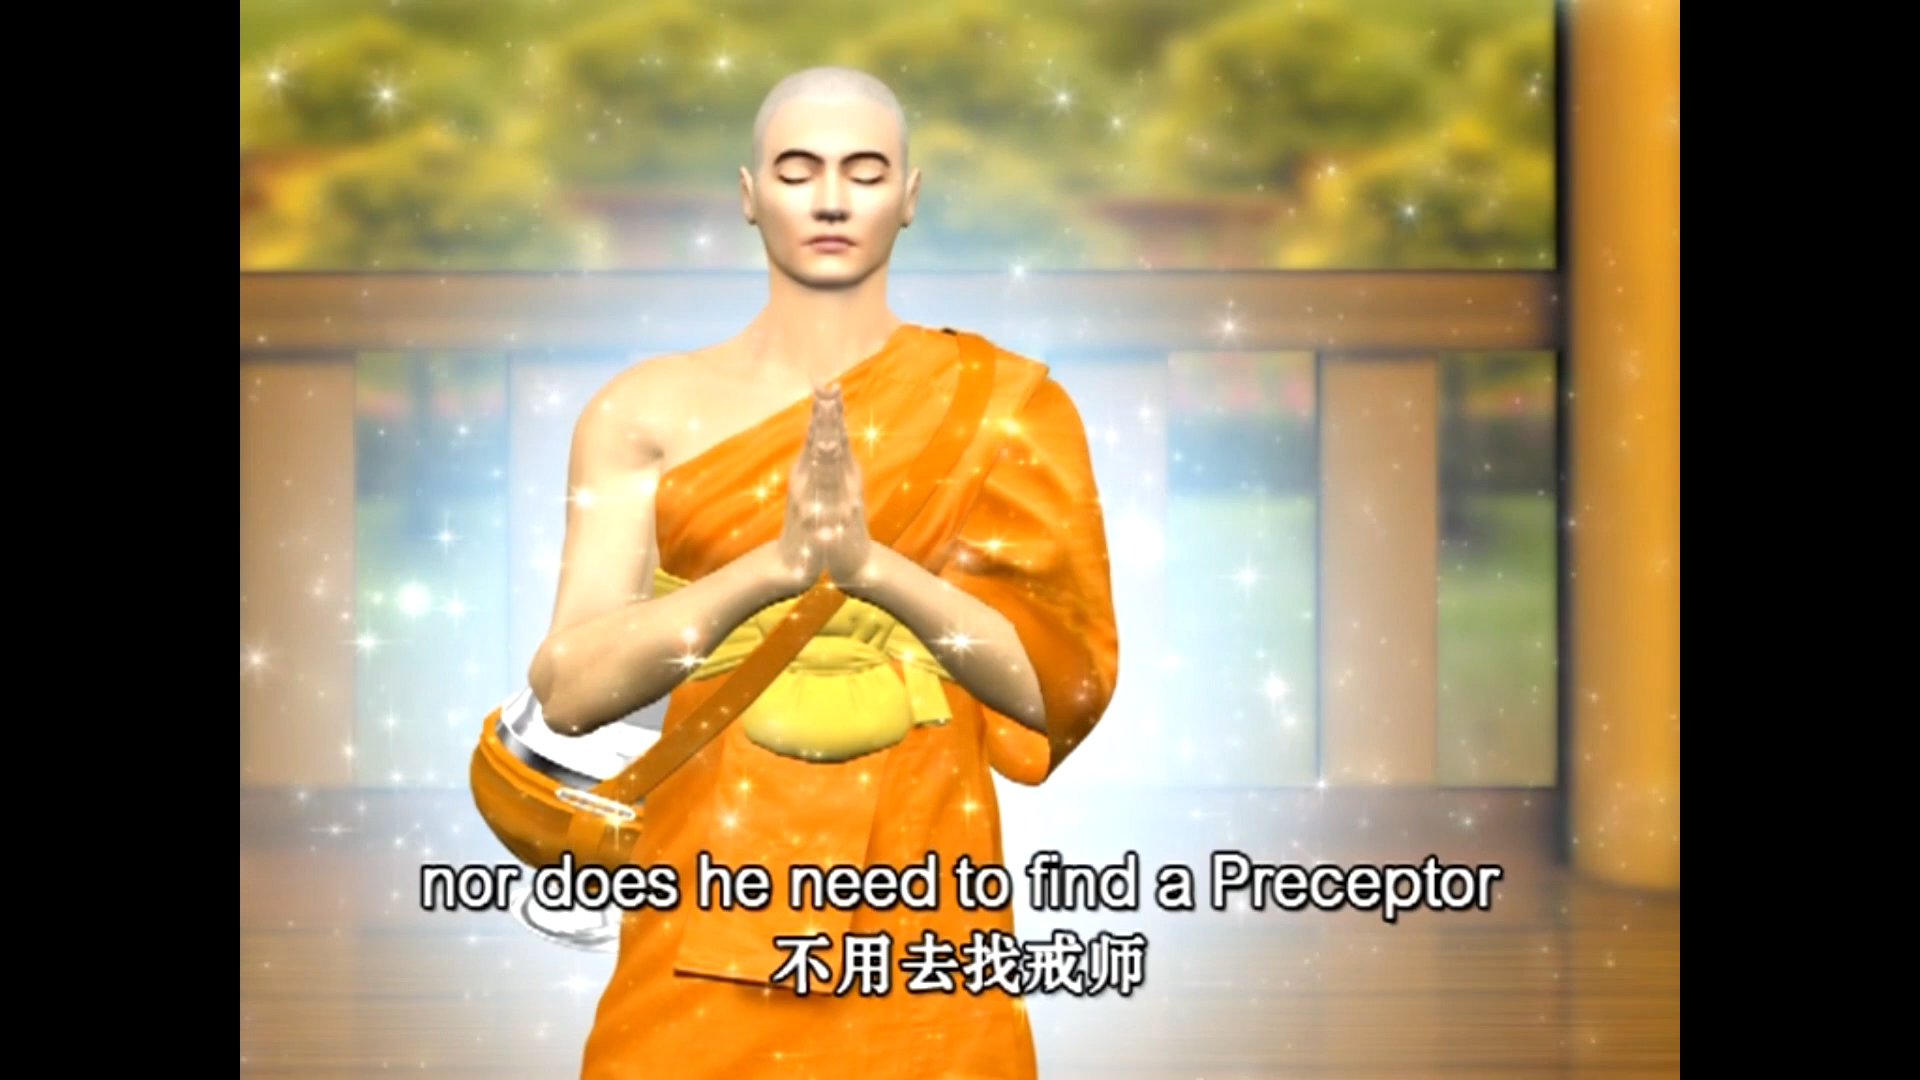 nor does he need to find a Preceptor
不用去找戒师